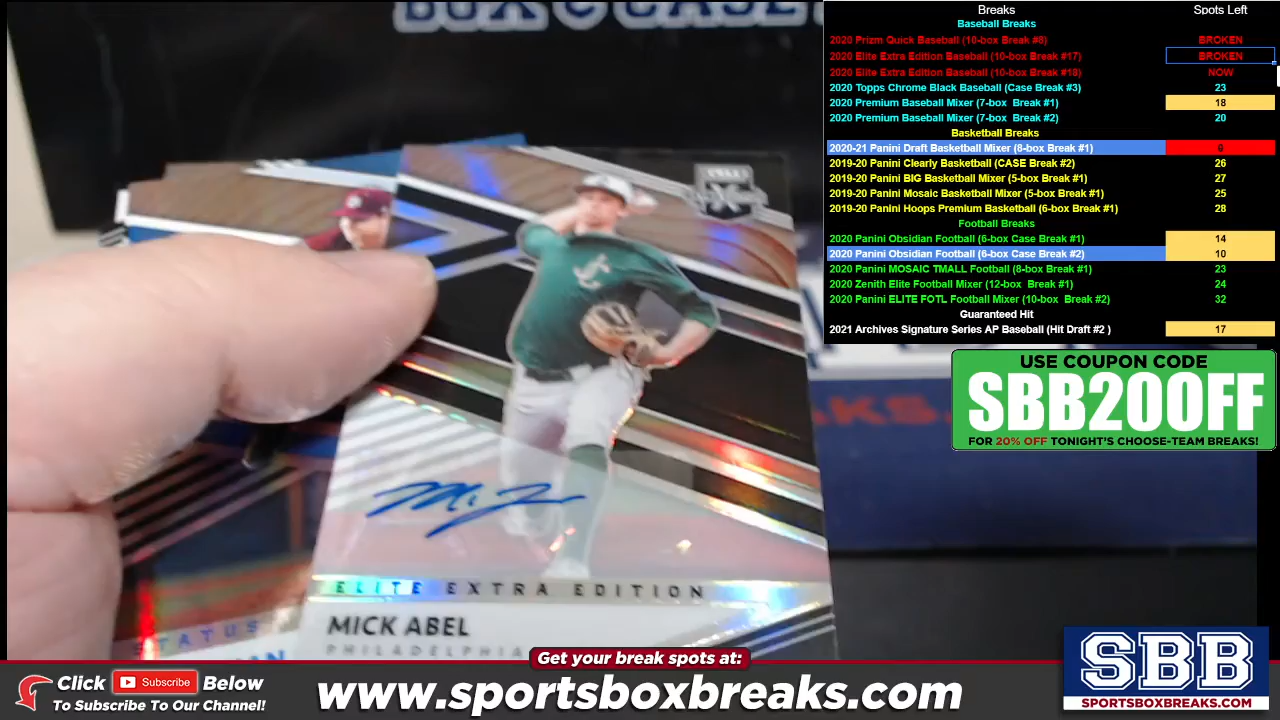 BOX & CASE
Breaks Spots Left
Baseball Breaks
2020 Prizm Quick Baseball (10-box Break #8) BROKEN
2020 Elite Extra Edition Baseball (10-box Break #17) BROKEN
2020 Elite Extra Edition Baseball (10-box Break #18) NOW
2020 Topps Chrome Black Baseball (Case Break #3) 23
2020 Premium Baseball Mixer (7-box Break #1) 18
2020 Premium Baseball Mixer (7-box Break #2) 20
Basketball Breaks
2020-21 Panini Draft Basketball Mixer (8-box Break #1)
2019-20 Panini Clearly Basketball (CASE Break #2) 26
2019-20 Panini BIG Basketball Mixer (5-box Break #1) 27
2019-20 Panini Mosaic Basketball Mixer (5-box Break #1) 25
2019-20 Panini Hoops Premium Basketball (6-box Break #1) 28
Football Breaks
2020 Panini Obsidian Football (6-box Case Break #1) 14
2020 Panini Obsidian Football (6-box Case Break #2) 10
2020 Panini MOSAIC TMALL Football (8-box Break #1) 23
2020 Zenith Elite Football Mixer (12-box Break #1) 24
2020 Panini ELITE FOTL Football Mixer (10-box Break #2) 32
Guaranteed Hit
2021 Archives Signature Series AP Baseball (Hit Draft #2 ) 17
USE COUPON CODE
SBB20OFF
FOR 20% OFF TONIGHT'S CHOOSE-TEAM BREAKS!
ELITE EXTRA EDITION
MICK ABEL
PHILADELPHIA
STATUS
Get your break spots at:
Click Subscribe Below
To Subscribe To Our Channel!
www.sportsboxbreaks.com
SBB
SPORTSBOXBREAKS.COM